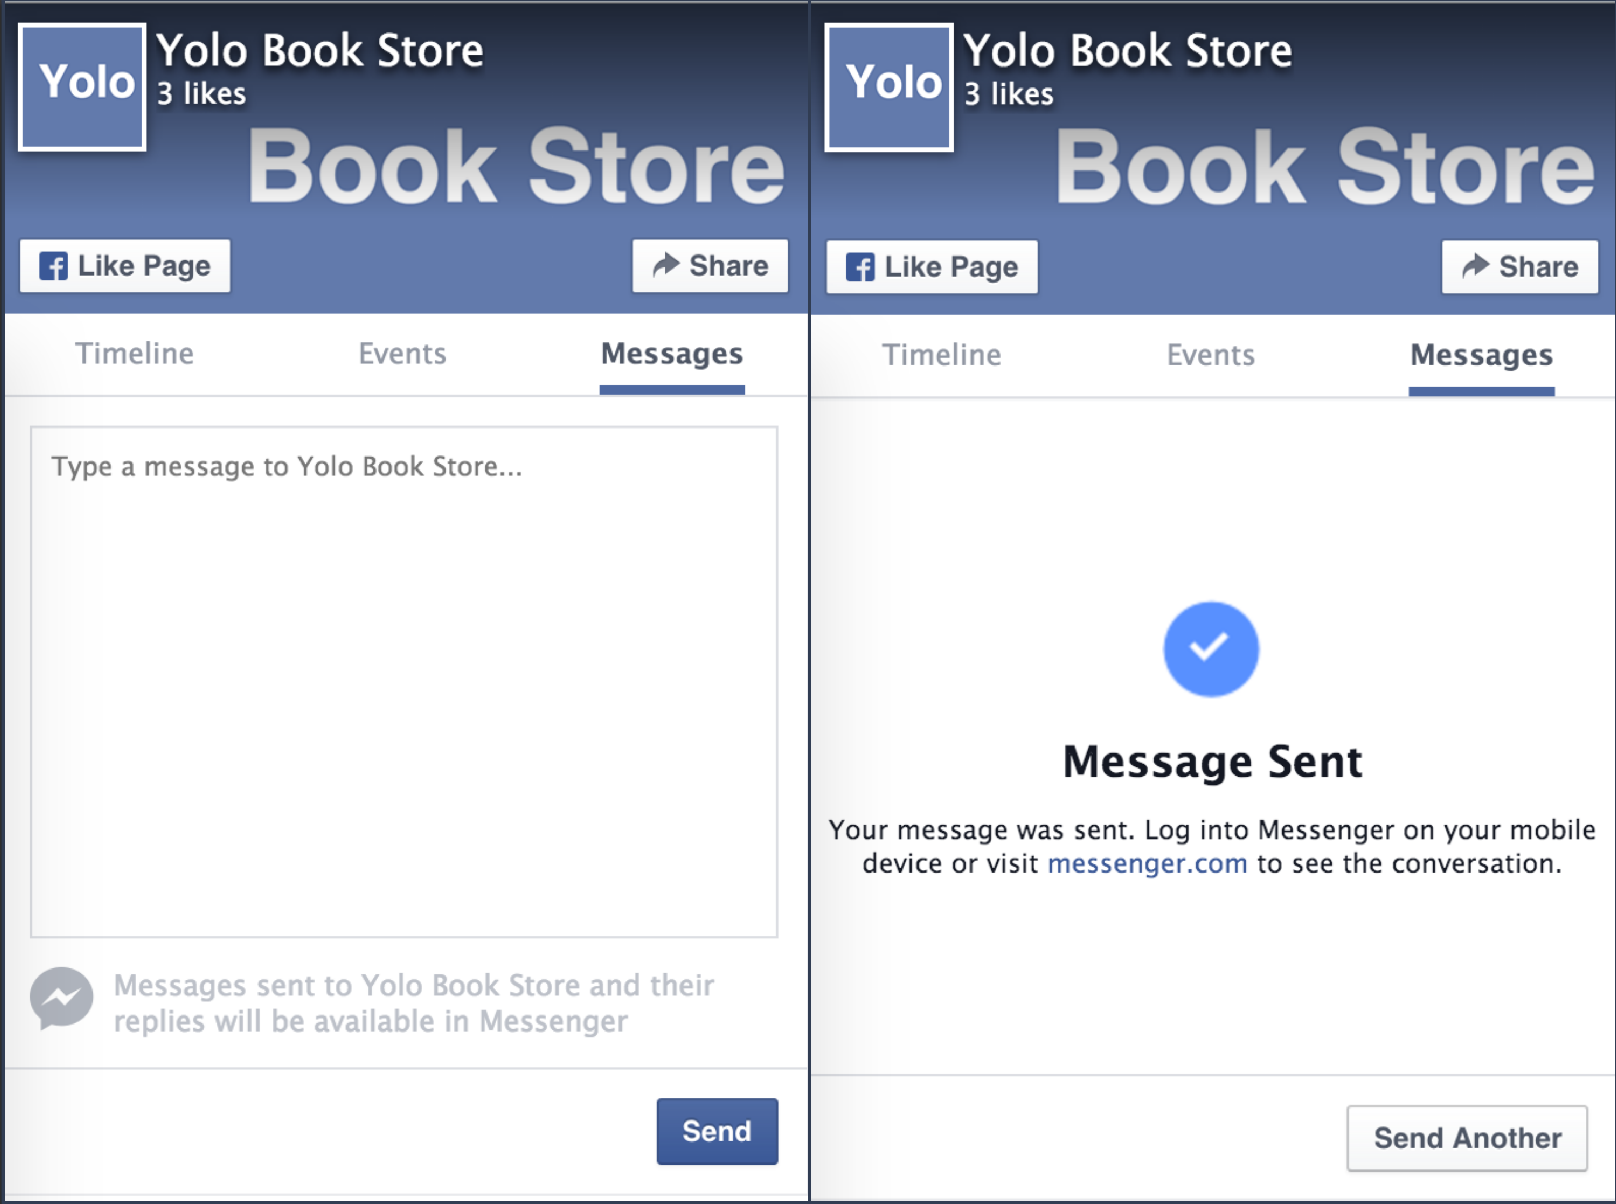 Yolo
Yolo Book Store
3 likes
Book Store
Like Page
Share
Timeline
Events
Messages
Type a message to Yolo Book Store...
Messages sent to Yolo Book Store and their
replies will be available in Messenger
Send
Yolo
Yolo Book Store
3 likes
Book Store
Like Page
Share
Timeline
Events
Messages
Message Sent
Your message was sent. Log into Messenger on your mobile
device or visit messenger.com to see the conversation.
Send Another